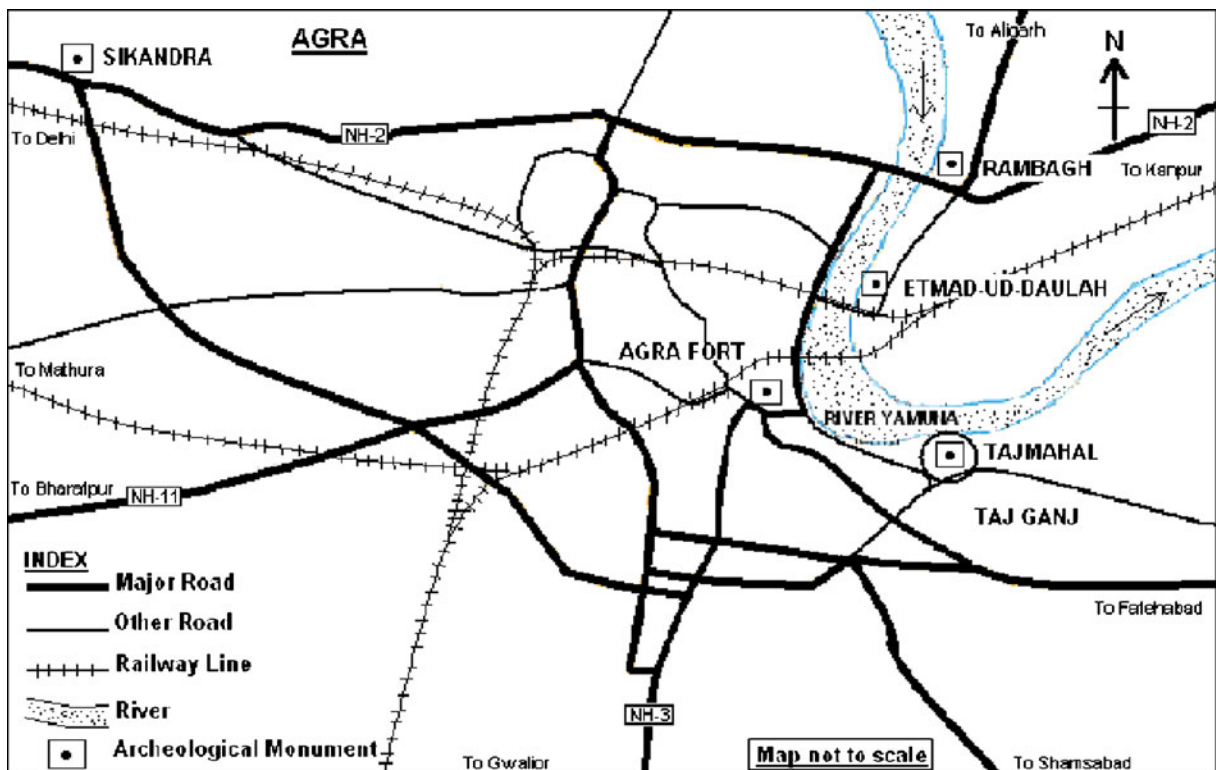 AGRA
To Aligarh
N
SIKANDRA
NH-2
To Delhi
NH-2
RAMBAGH
To Kanpur
ETMAD-UD-DAULAH
AGRA FORT
To Mathura
RIVER YAMUNA
TAJMAHAL
To Bharatpur
NH-11
TAJ GANJ
INDEX
Major Road
Other Road
Railway Line
River
Archeological Monument
To Fatehabad
NH-3
To Gwalior
Map not to scale
To Shamsabad